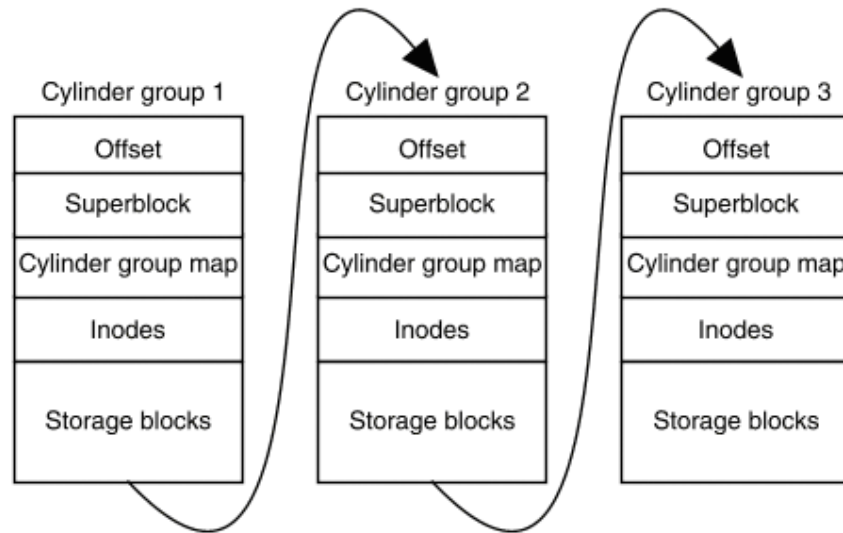 Cylinder group 1
Offset
Superblock
Cylinder group map
Inodes
Storage blocks
Cylinder group 2
Offset
Superblock
Cylinder group map
Inodes
Storage blocks
Cylinder group 3
Offset
Superblock
Cylinder group map
Inodes
Storage blocks